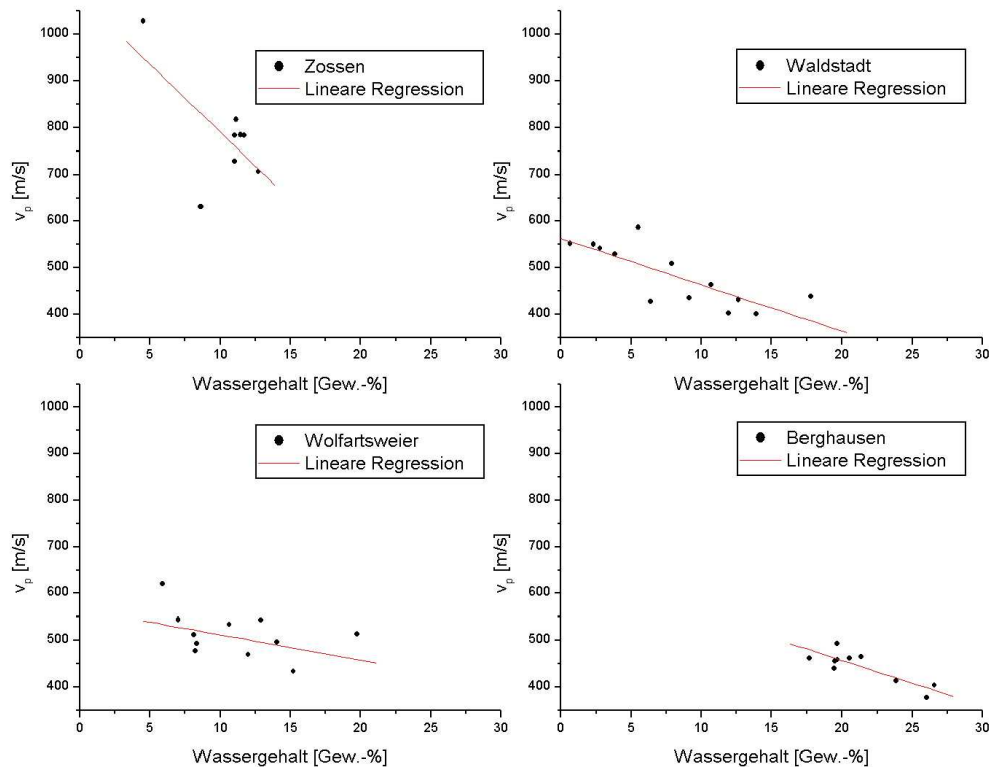 1000
900
800
700
600
500
400
v_p [m/s]
Zossen
Lineare Regression
0 5 10 15 20 25 30
Wassergehalt [Gew.-%]
1000
900
800
700
600
500
400
v_p [m/s]
Waldstadt
Lineare Regression
0 5 10 15 20 25 30
Wassergehalt [Gew.-%]
1000
900
800
700
600
500
400
v_p [m/s]
Wolfartsweier
Lineare Regression
0 5 10 15 20 25 30
Wassergehalt [Gew.-%]
1000
900
800
700
600
500
400
v_p [m/s]
Berghausen
Lineare Regression
0 5 10 15 20 25 30
Wassergehalt [Gew.-%]